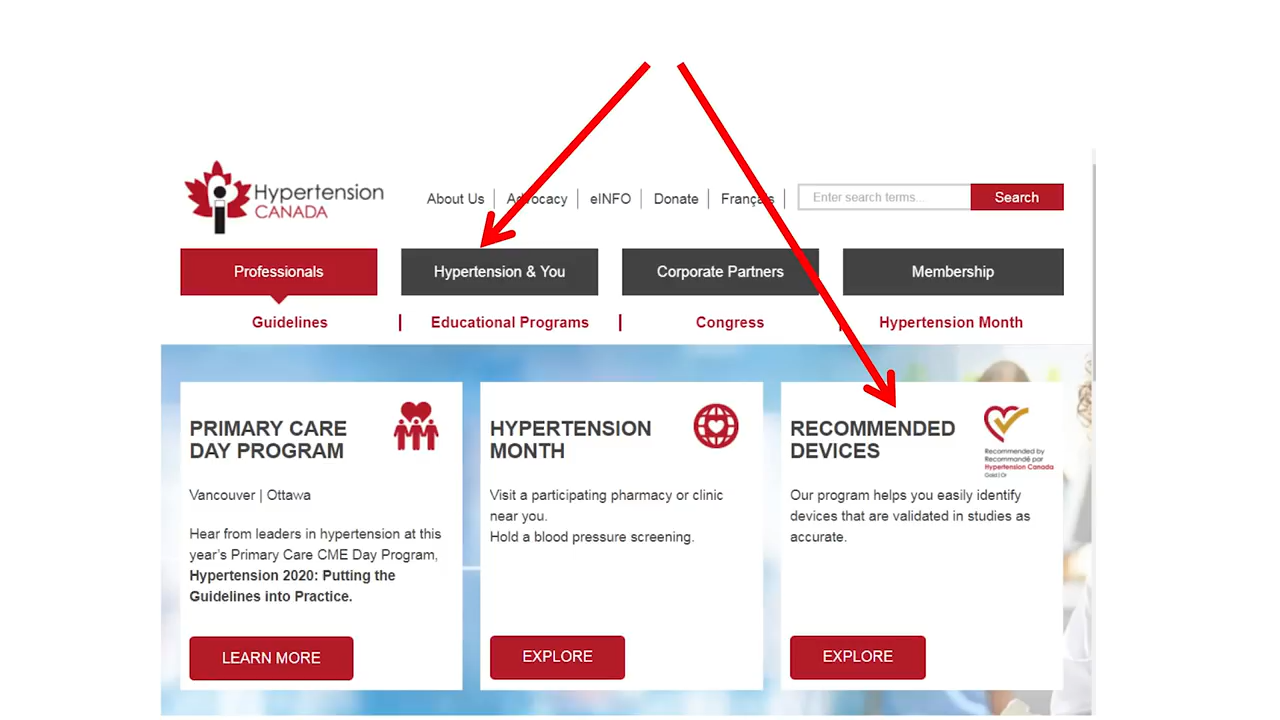 Hypertension
CANADA
About Us
Advocacy
eINFO
Donate
Français
Enter search terms...
Search
Professionals
Hypertension & You
Corporate Partners
Membership
Guidelines
Educational Programs
Congress
Hypertension Month
PRIMARY CARE
DAY PROGRAM
Vancouver | Ottawa
Hear from leaders in hypertension at this
year's Primary Care CME Day Program,
Hypertension 2020: Putting the
Guidelines into Practice.
LEARN MORE
HYPERTENSION
MONTH
Visit a participating pharmacy or clinic
near you.
Hold a blood pressure screening.
EXPLORE
RECOMMENDED
DEVICES
Recommended by
Recommandé par
Hypertension Canada
Gold | Or
Our program helps you easily identify
devices that are validated in studies as
accurate.
EXPLORE